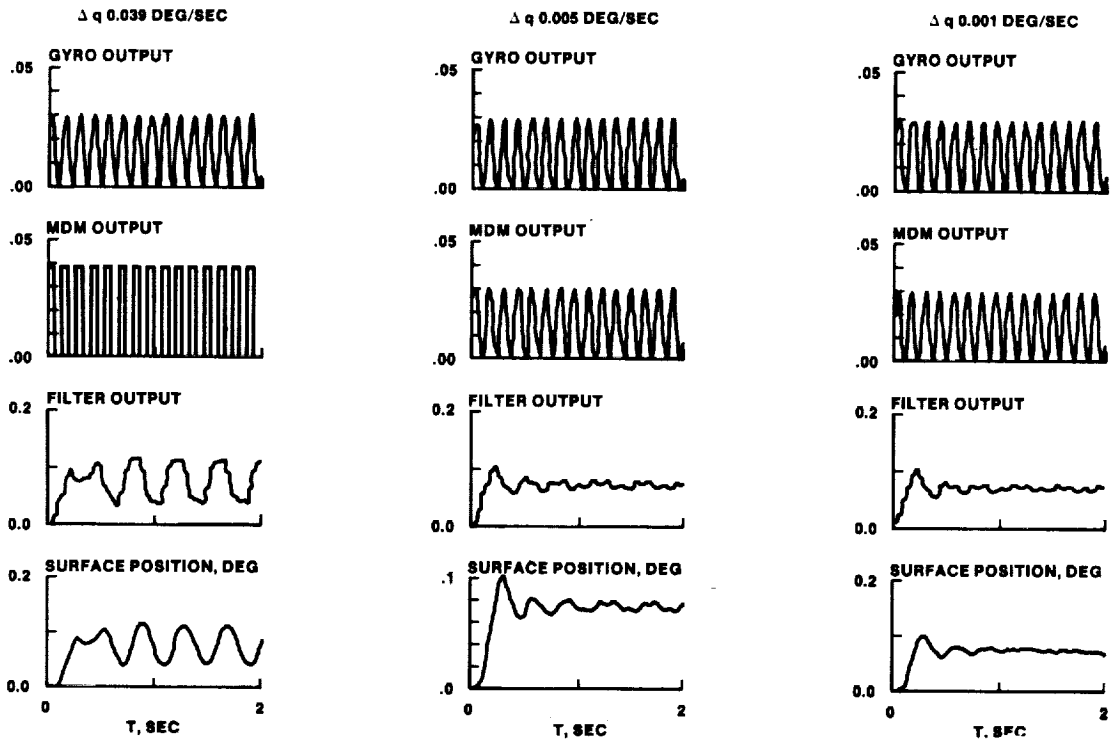 Δ q 0.039 DEG/SEC
GYRO OUTPUT
.05
.00
MDM OUTPUT
.05
.00
FILTER OUTPUT
0.2
0.0
SURFACE POSITION, DEG
0.2
0.0
0
2
T, SEC
Δ q 0.005 DEG/SEC
GYRO OUTPUT
.05
.00
MDM OUTPUT
.05
.00
FILTER OUTPUT
0.2
0.0
SURFACE POSITION, DEG
.1
.0
0
2
T, SEC
Δ q 0.001 DEG/SEC
GYRO OUTPUT
.05
.00
MDM OUTPUT
.05
.00
FILTER OUTPUT
0.2
0.0
SURFACE POSITION, DEG
0.2
0.0
0
2
T, SEC